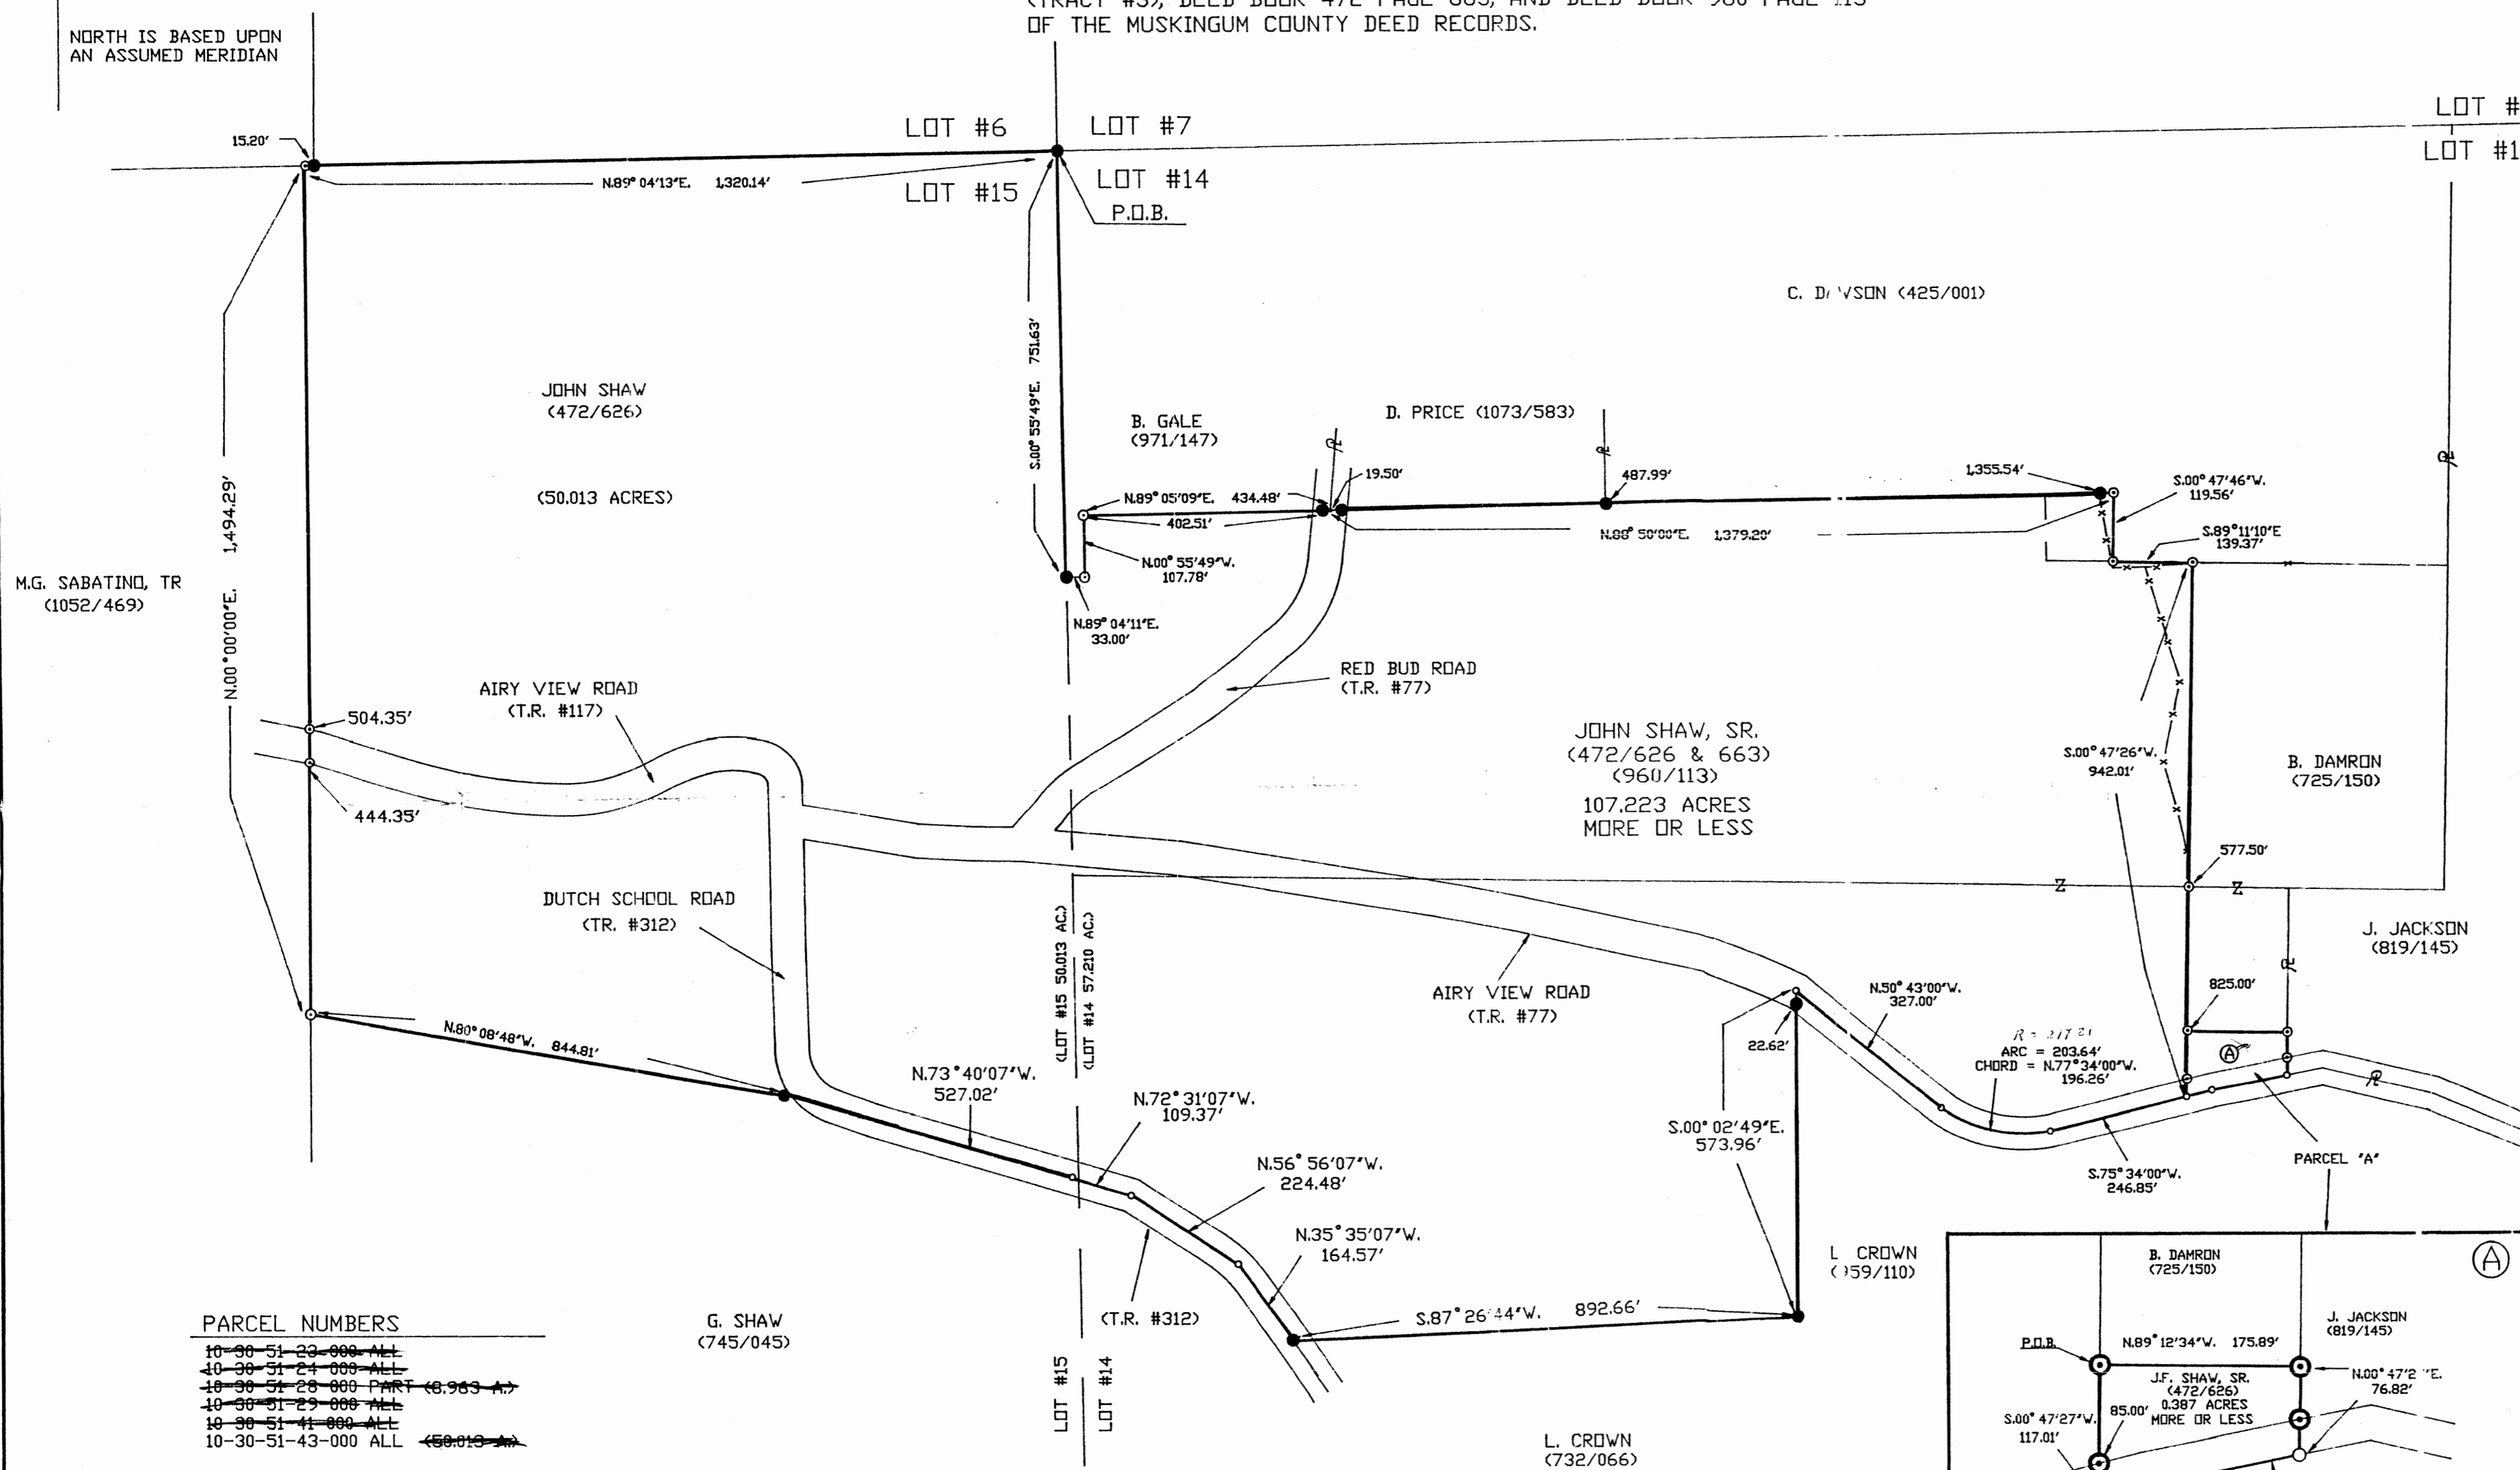 OF THE MUSKINGUM COUNTY DEED RECORDS.
NORTH IS BASED UPON
AN ASSUMED MERIDIAN
LOT #
LOT #1
LOT #6
LOT #7
15.20'
N.89°04'13"E. 1,320.14'
LOT #15
LOT #14
P.O.B.
S.00°55'49"E. 751.63'
C. D
VSON (425/001)
JOHN SHAW
(472/626)
(50.013 ACRES)
B. GALE
(971/147)
D. PRICE (1073/583)
19.50'
487.99'
1,355.54'
S.00°47'46"W.
119.56'
N.89°05'09"E. 434.48'
402.51'
N.88°50'00"E. 1,379.20'
S.89°11'10"E
139.37'
N.00°55'49"W.
107.78'
N.89°04'11"E.
33.00'
M.G. SABATINO, TR
(1052/469)
N.00°00'00"E. 1,494.29'
RED BUD ROAD
(T.R. #77)
AIRY VIEW ROAD
(T.R. #117)
504.35'
444.35'
JOHN SHAW, SR.
(472/626 & 663)
(960/113)
107.223 ACRES
MORE OR LESS
S.00°47'26"W.
942.01'
B. DAMRON
(725/150)
577.50'
DUTCH SCHOOL ROAD
(TR. #312)
Z
Z
(LOT #15 50.013 AC.)
(LOT #14 57.210 AC.)
J. JACKSON
(819/145)
AIRY VIEW ROAD
(T.R. #77)
N.50°43'00"W.
327.00'
825.00'
22.62'
ARC = 203.64'
CHORD = N.77°34'00"W.
196.26'
A
N.80°08'48"W. 844.81'
N.73°40'07"W.
527.02'
N.72°31'07"W.
109.37'
S.00°02'49"E.
573.96'
N.56°56'07"W.
224.48'
S.75°34'00"W.
246.85'
PARCEL "A"
N.35°35'07"W.
164.57'
L CROWN
59/110)
S.87°26'44"W. 892.66'
(T.R. #312)
G. SHAW
(745/045)
PARCEL NUMBERS
10-30-51-23-000 ALL
10-30-51-24-000 ALL
10-30-51-28-000 PART (8.983 A.)
10-30-51-29-000 ALL
10-30-51-41-000 ALL
10-30-51-43-000 ALL (50.013 A.)
LOT #15
LOT #14
L. CROWN
(732/066)
B. DAMRON
(725/150)
A
J. JACKSON
(819/145)
P.O.B.
N.89°12'34"W. 175.89'
J.F. SHAW, SR.
(472/626)
0.387 ACRES
MORE OR LESS
N.00°47'2 "E.
76.82'
S.00°47'27"W.
117.01'
85.00'